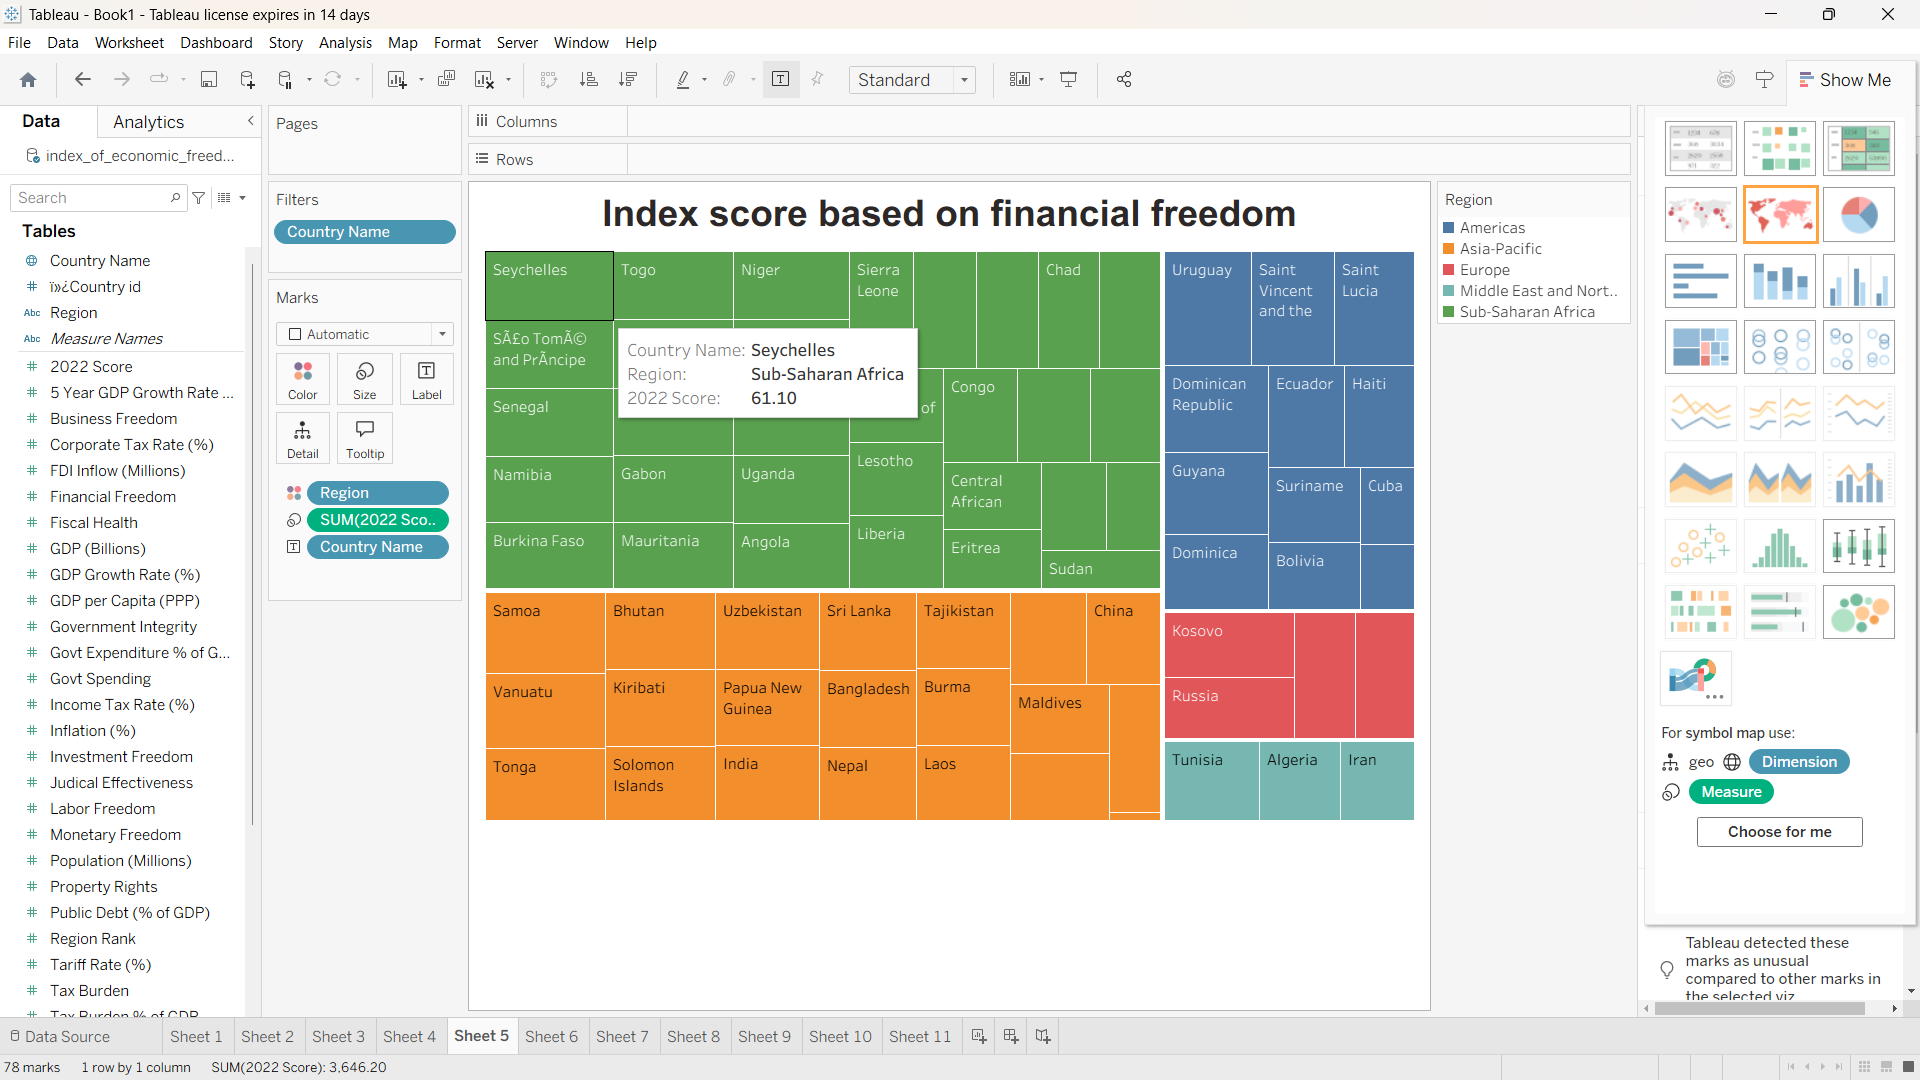 Tableau - Book1 - Tableau license expires in 14 days
File Data Worksheet Dashboard Story Analysis Map Format Server Window Help
Standard
Show Me
Data Analytics
index_of_economic_freed...
Search
Tables
Country Name
ï»¿Country id
Region
Abc
Measure Names
Abc
2022 Score
5 Year GDP Growth Rate ...
Business Freedom
Corporate Tax Rate (%)
FDI Inflow (Millions)
Financial Freedom
Fiscal Health
GDP (Billions)
GDP Growth Rate (%)
GDP per Capita (PPP)
Government Integrity
Govt Expenditure % of G...
Govt Spending
Income Tax Rate (%)
Inflation (%)
Investment Freedom
Judical Effectiveness
Labor Freedom
Monetary Freedom
Population (Millions)
Property Rights
Public Debt (% of GDP)
Region Rank
Tariff Rate (%)
Tax Burden
Tax Burden % of GDP
Pages
Filters
Country Name
Marks
Automatic
Color Size Label
Detail Tooltip
Region
SUM(2022 Sco..
Country Name
Columns
Rows
Index score based on financial freedom
Seychelles
Togo
Niger
Sierra
Leone
Chad
SÃ£o TomÃ©
and PrÃncipe
Country Name: Seychelles
Region: Sub-Saharan Africa
2022 Score: 61.10
of
Congo
Senegal
Namibia
Gabon
Uganda
Lesotho
Central
African
Burkina Faso
Mauritania
Angola
Liberia
Eritrea
Sudan
Uruguay
Saint
Vincent
and the
Saint
Lucia
Dominican
Republic
Ecuador
Haiti
Guyana
Suriname
Cuba
Dominica
Bolivia
Samoa
Bhutan
Uzbekistan
Sri Lanka
Tajikistan
China
Vanuatu
Kiribati
Papua New
Guinea
Bangladesh
Burma
Maldives
Tonga
Solomon
Islands
India
Nepal
Laos
Kosovo
Russia
Tunisia
Algeria
Iran
Region
Americas
Asia-Pacific
Europe
Middle East and Nort..
Sub-Saharan Africa
For symbol map use:
geo Dimension
Measure
Choose for me
Tableau detected these
marks as unusual
compared to other marks in
the selected viz
Data Source Sheet 1 Sheet 2 Sheet 3 Sheet 4 Sheet 5 Sheet 6 Sheet 7 Sheet 8 Sheet 9 Sheet 10 Sheet 11
78 marks 1 row by 1 column SUM(2022 Score): 3,646.20